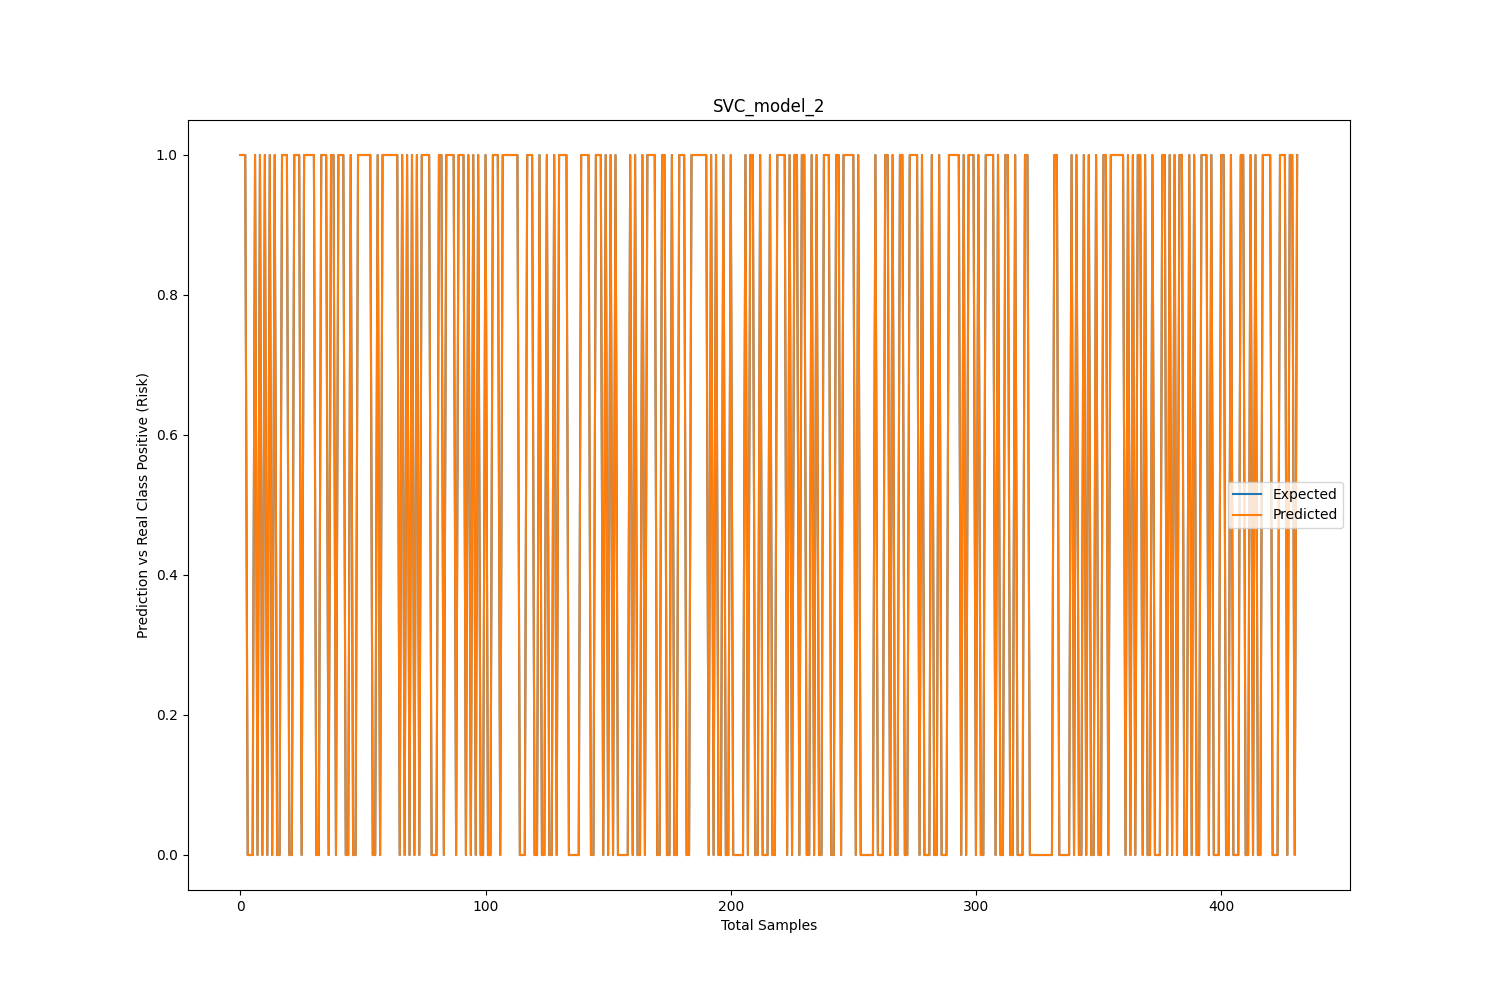 SVC_model_2
Prediction vs Real Class Positive (Risk)
1.0
0.8
0.6
0.4
0.2
0.0
Expected
Predicted
0 100 200 300 400
Total Samples